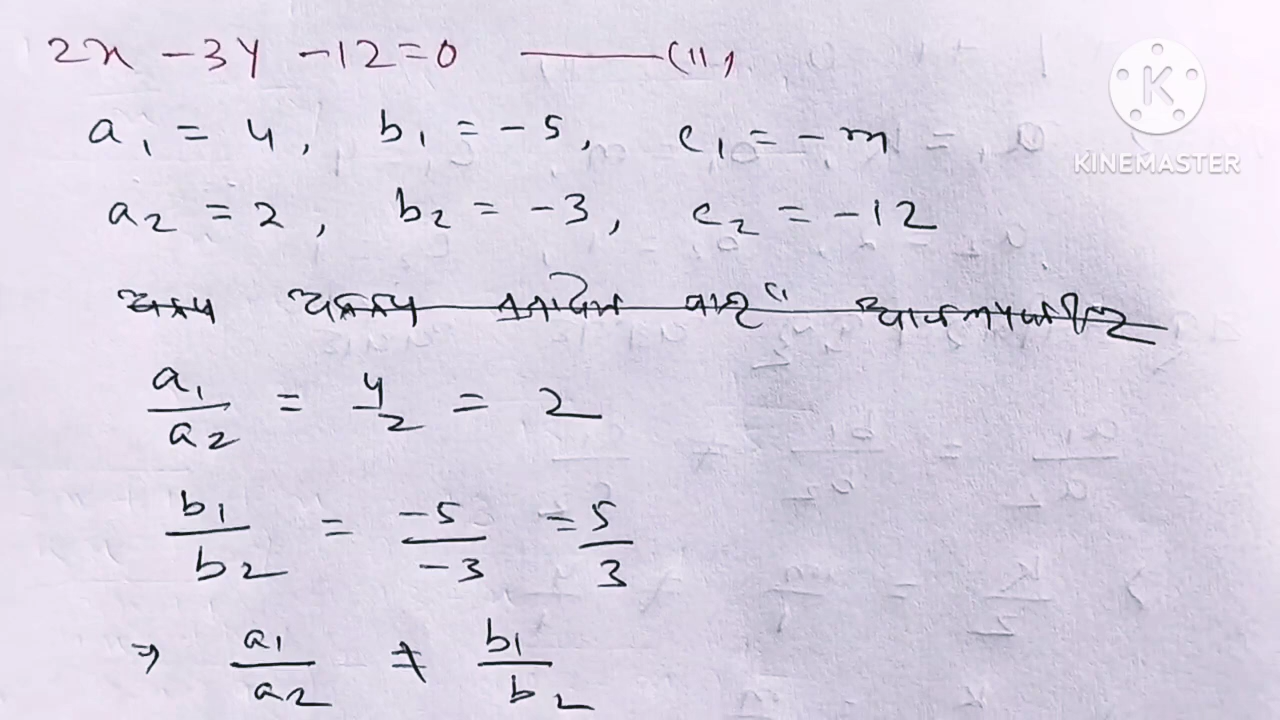 2x - 3y - 12 = 0 ——— (II)
K
KINEMASTER
a₁ = 4, b₁ = -5, c₁ = -m
a₂ = 2, b₂ = -3, c₂ = -12
a₁/a₂ = 4/2 = 2
b₁/b₂ = -5/-3 = 5/3
⇒ a₁/a₂ ≠ b₁/b₂